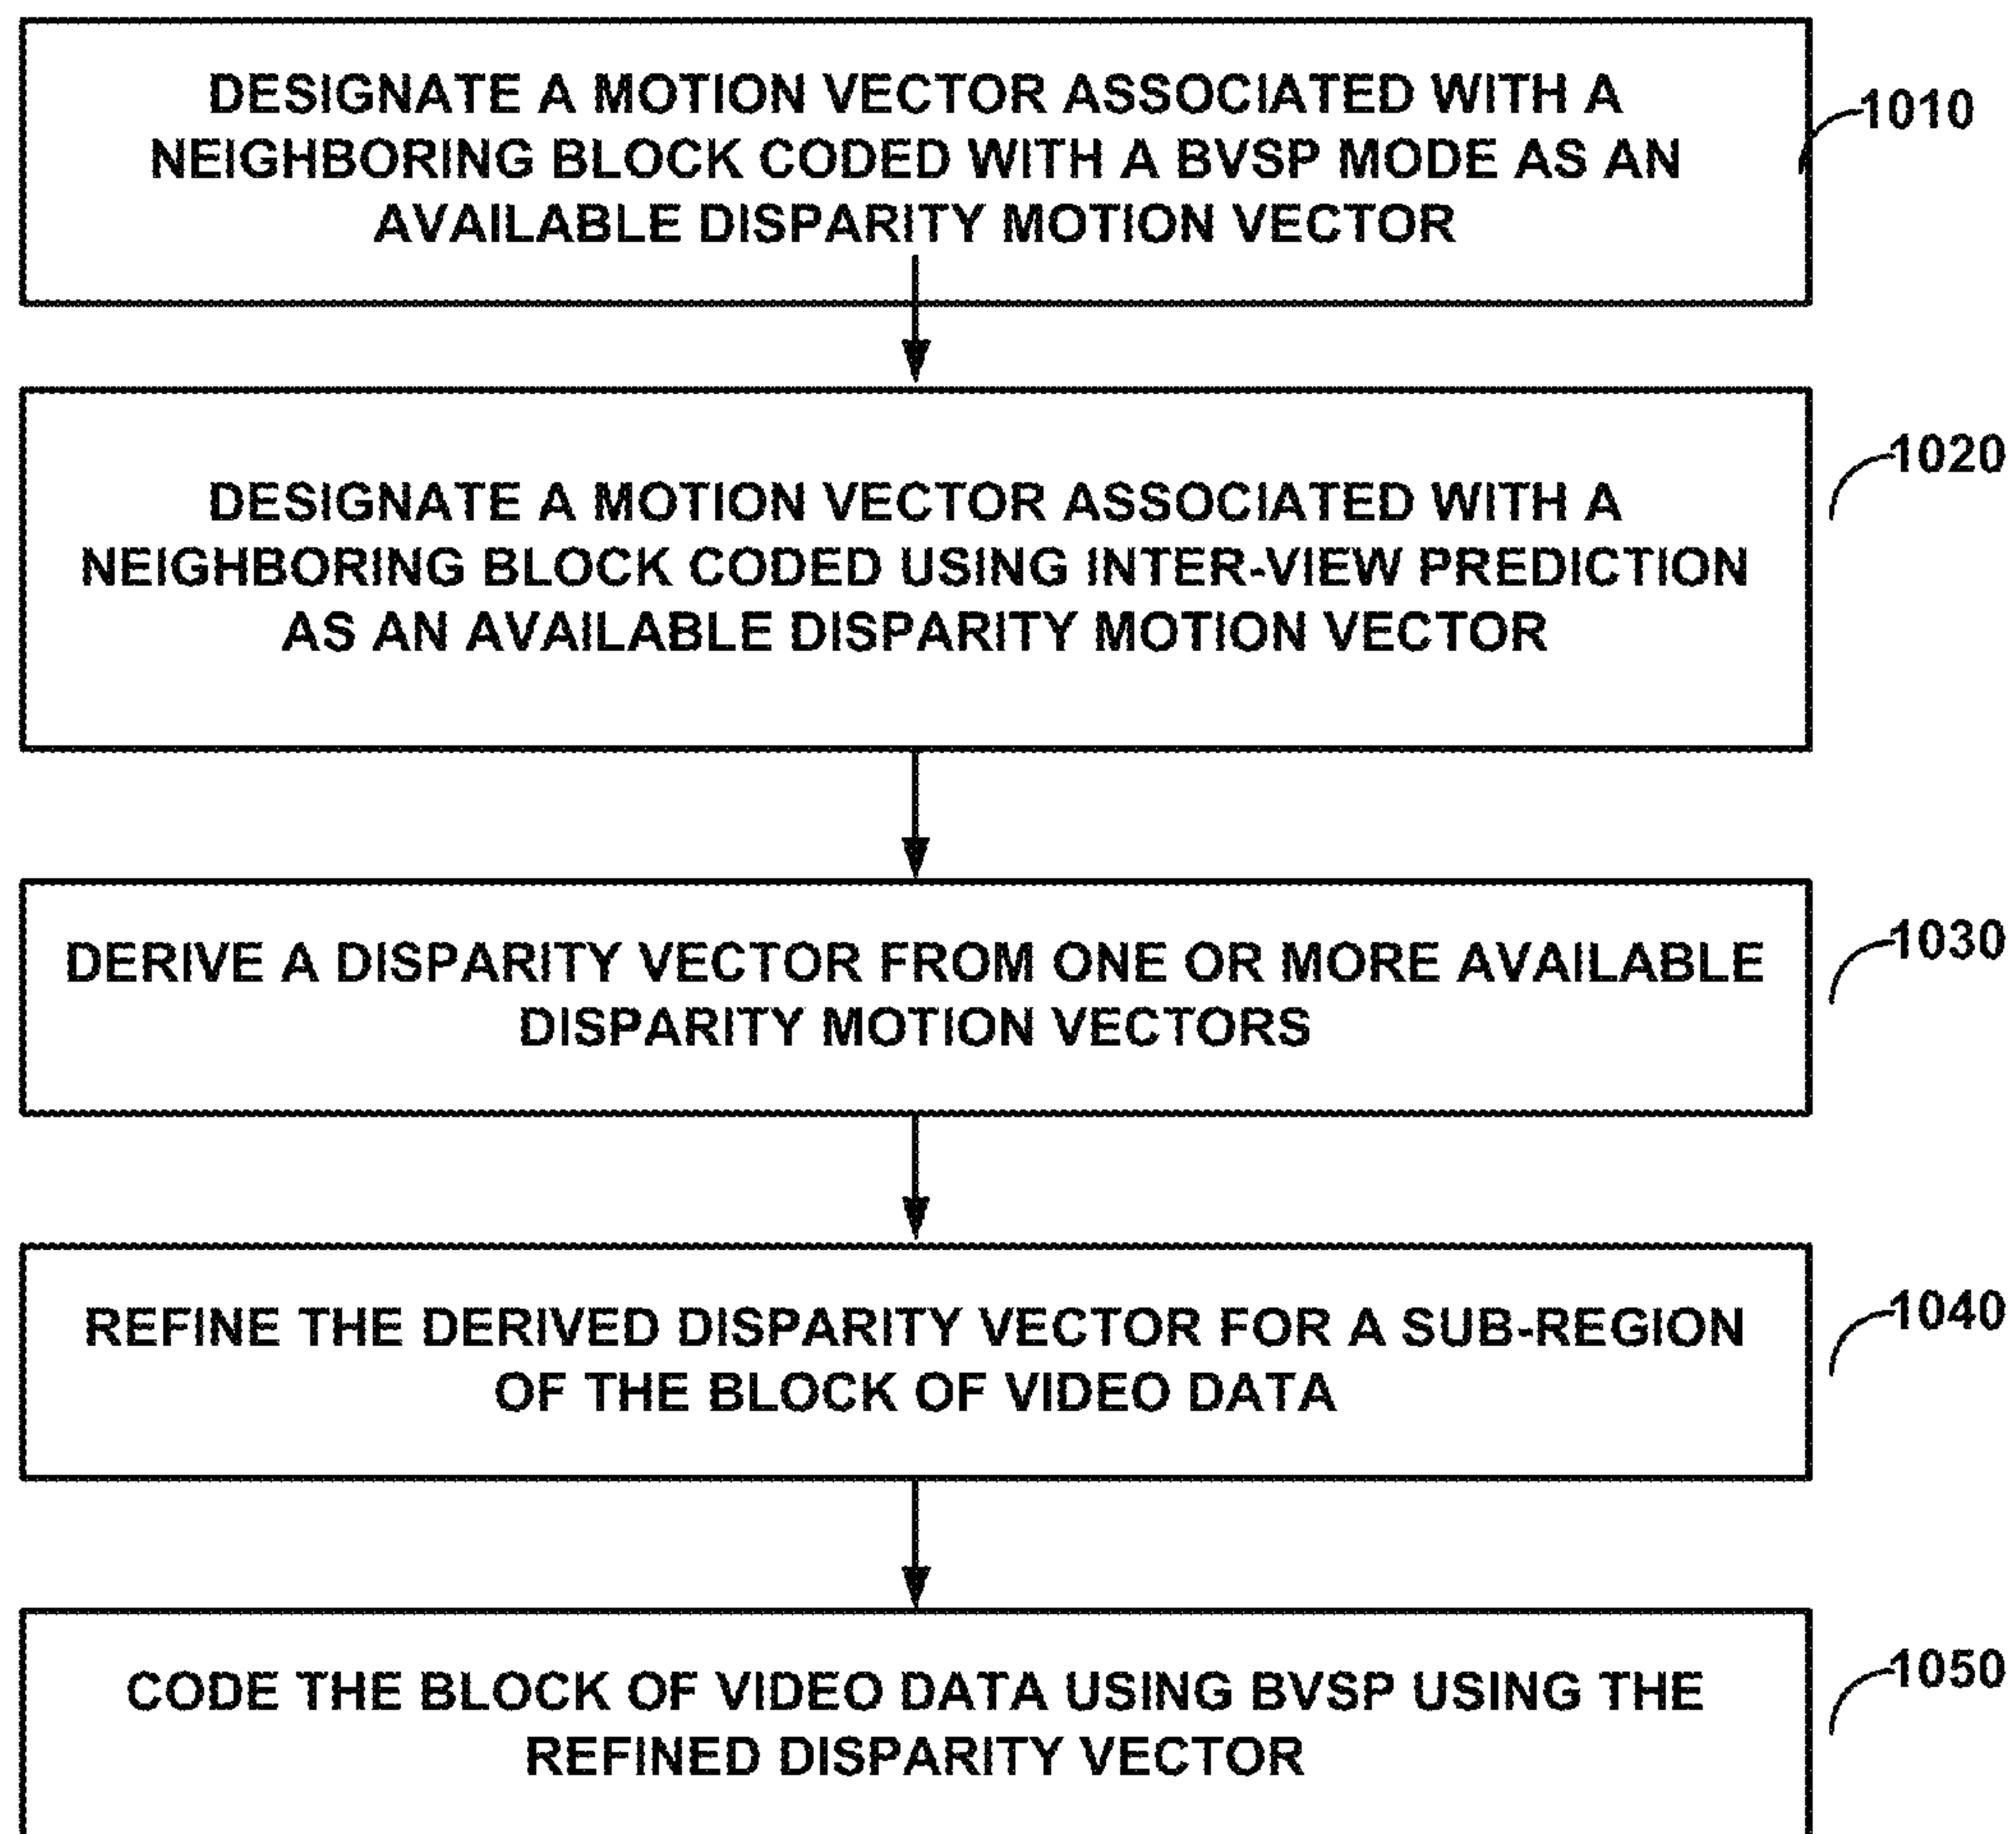 DESIGNATE A MOTION VECTOR ASSOCIATED WITH A
NEIGHBORING BLOCK CODED WITH A BVSP MODE AS AN
AVAILABLE DISPARITY MOTION VECTOR
1010
DESIGNATE A MOTION VECTOR ASSOCIATED WITH A
NEIGHBORING BLOCK CODED USING INTER-VIEW PREDICTION
AS AN AVAILABLE DISPARITY MOTION VECTOR
1020
DERIVE A DISPARITY VECTOR FROM ONE OR MORE AVAILABLE
DISPARITY MOTION VECTORS
1030
REFINE THE DERIVED DISPARITY VECTOR FOR A SUB-REGION
OF THE BLOCK OF VIDEO DATA
1040
CODE THE BLOCK OF VIDEO DATA USING BVSP USING THE
REFINED DISPARITY VECTOR
1050